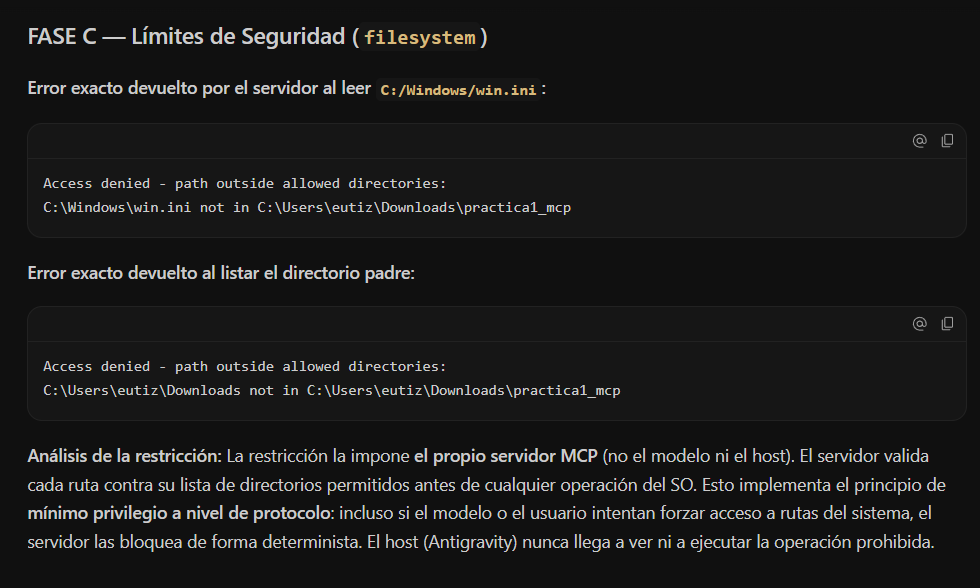 FASE C — Límites de Seguridad (filesystem)
Error exacto devuelto por el servidor al leer C:/Windows/win.ini:
Access denied - path outside allowed directories:
C:\Windows\win.ini not in C:\Users\eutiz\Downloads\practica1_mcp
Error exacto devuelto al listar el directorio padre:
Access denied - path outside allowed directories:
C:\Users\eutiz\Downloads not in C:\Users\eutiz\Downloads\practica1_mcp
Análisis de la restricción: La restricción la impone el propio servidor MCP (no el modelo ni el host). El servidor valida
cada ruta contra su lista de directorios permitidos antes de cualquier operación del SO. Esto implementa el principio de
mínimo privilegio a nivel de protocolo: incluso si el modelo o el usuario intentan forzar acceso a rutas del sistema, el
servidor las bloquea de forma determinista. El host (Antigravity) nunca llega a ver ni a ejecutar la operación prohibida.